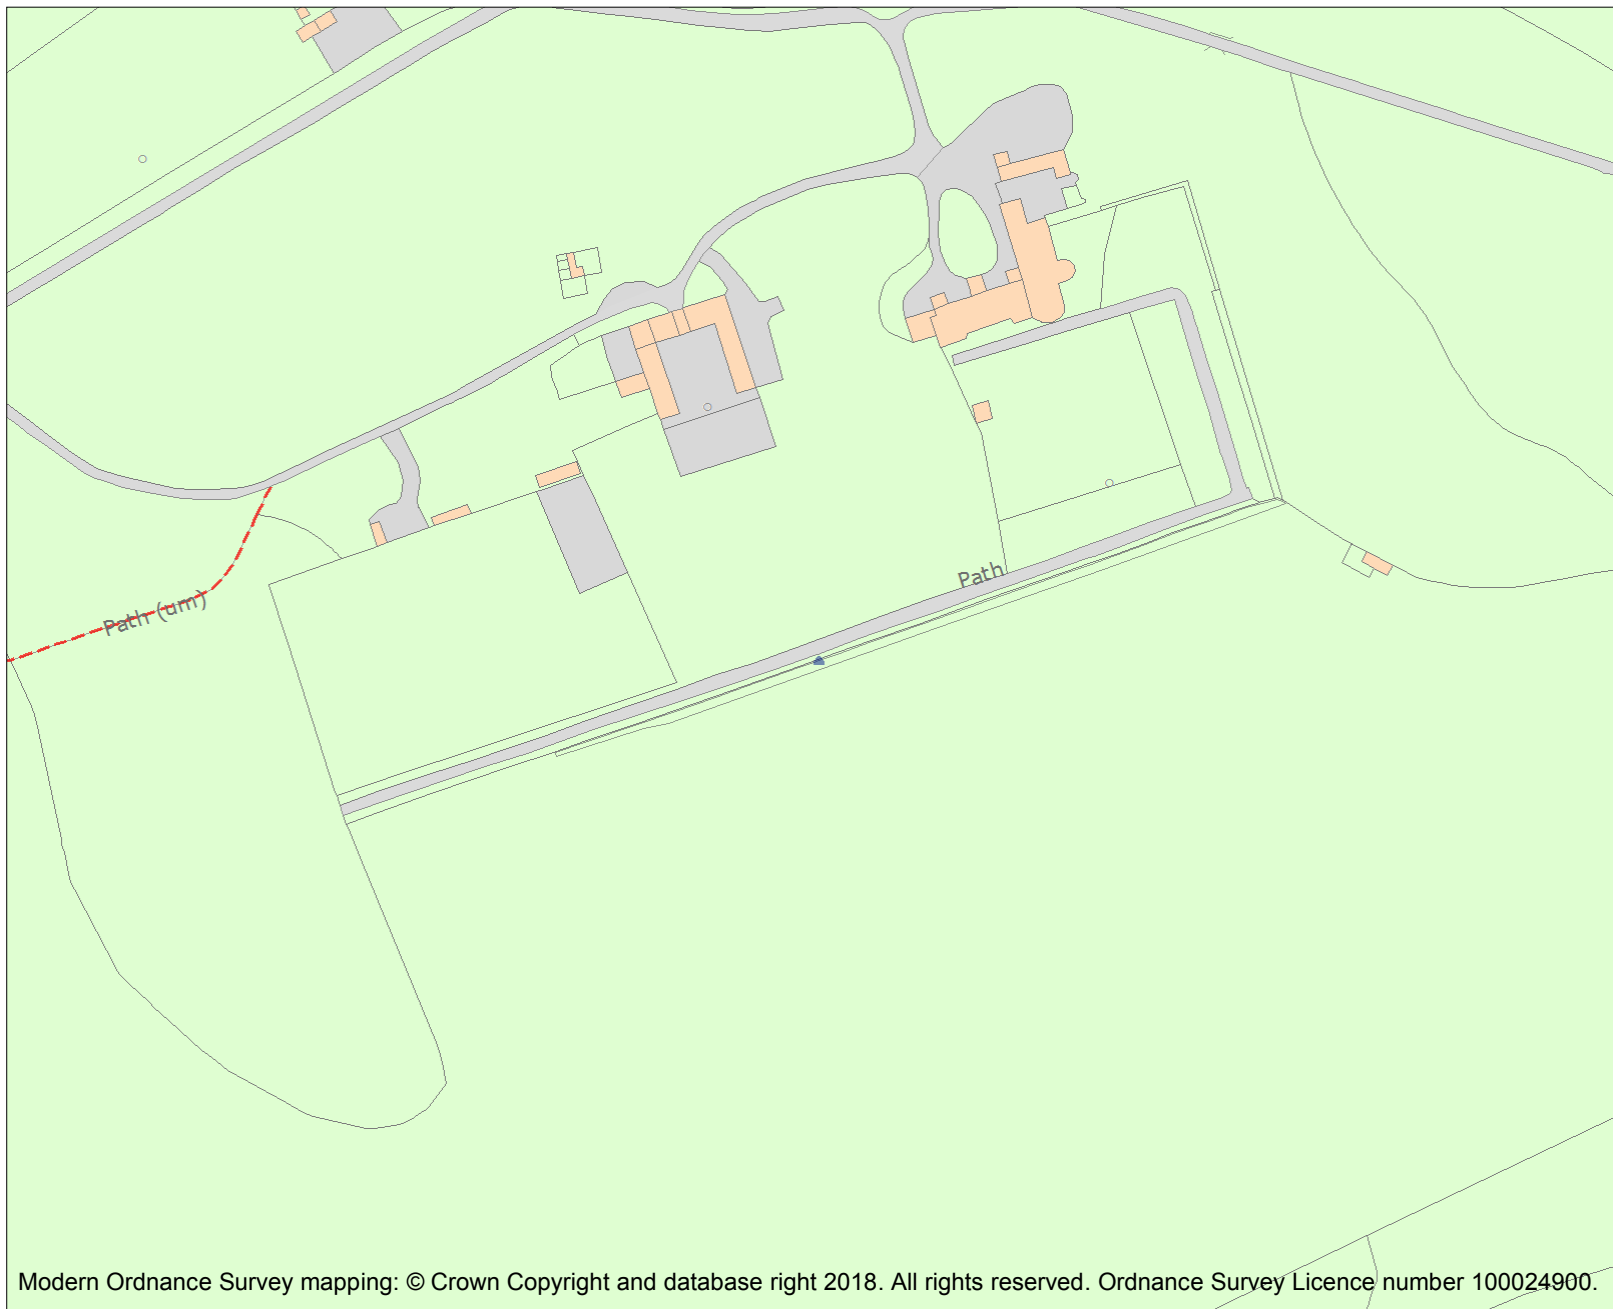 Path
Path (um)
Modern Ordnance Survey mapping: © Crown Copyright and database right 2018. All rights reserved. Ordnance Survey Licence number 100024900.